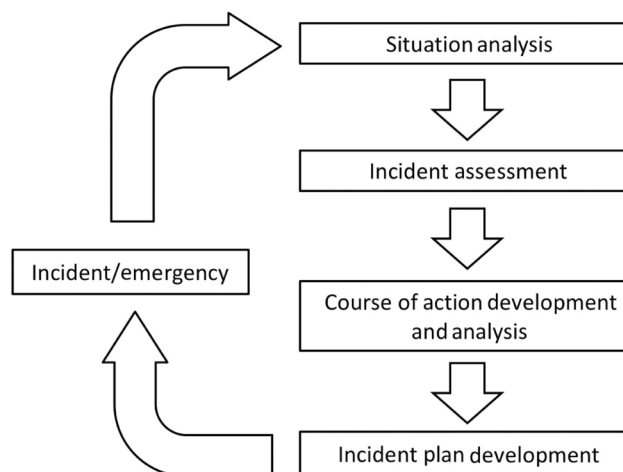 Situation analysis
Incident assessment
Incident/emergency
Course of action development
and analysis
Incident plan development